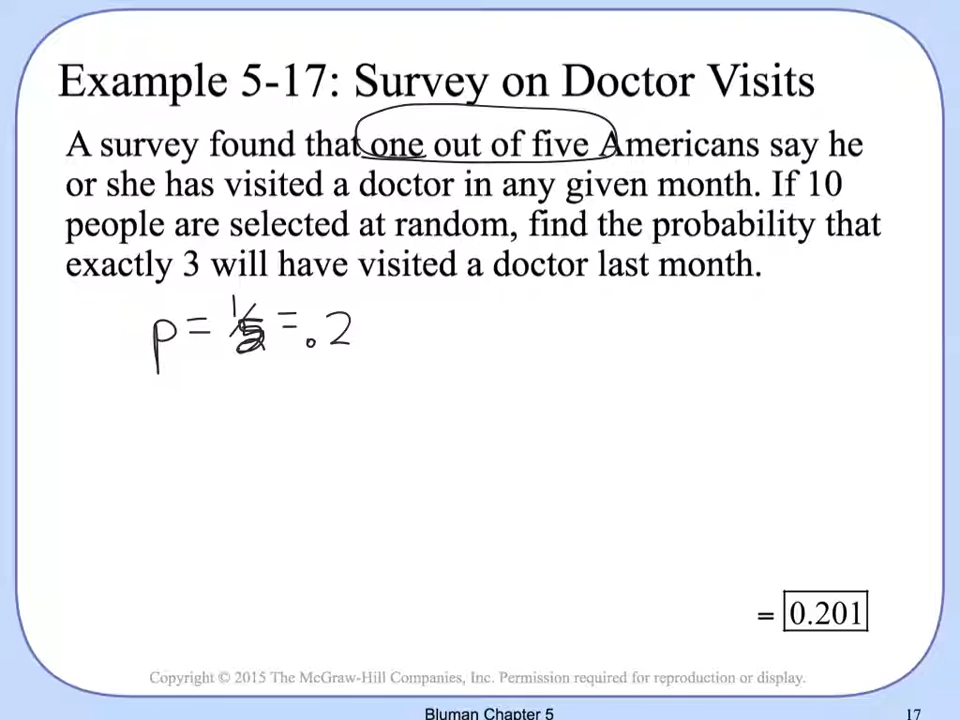 Example 5-17: Survey on Doctor Visits
A survey found that one out of five Americans say he
or she has visited a doctor in any given month. If 10
people are selected at random, find the probability that
exactly 3 will have visited a doctor last month.
p = 1/5 = .2
= 0.201
Copyright © 2015 The McGraw-Hill Companies, Inc. Permission required for reproduction or display.
Bluman Chapter 5
17